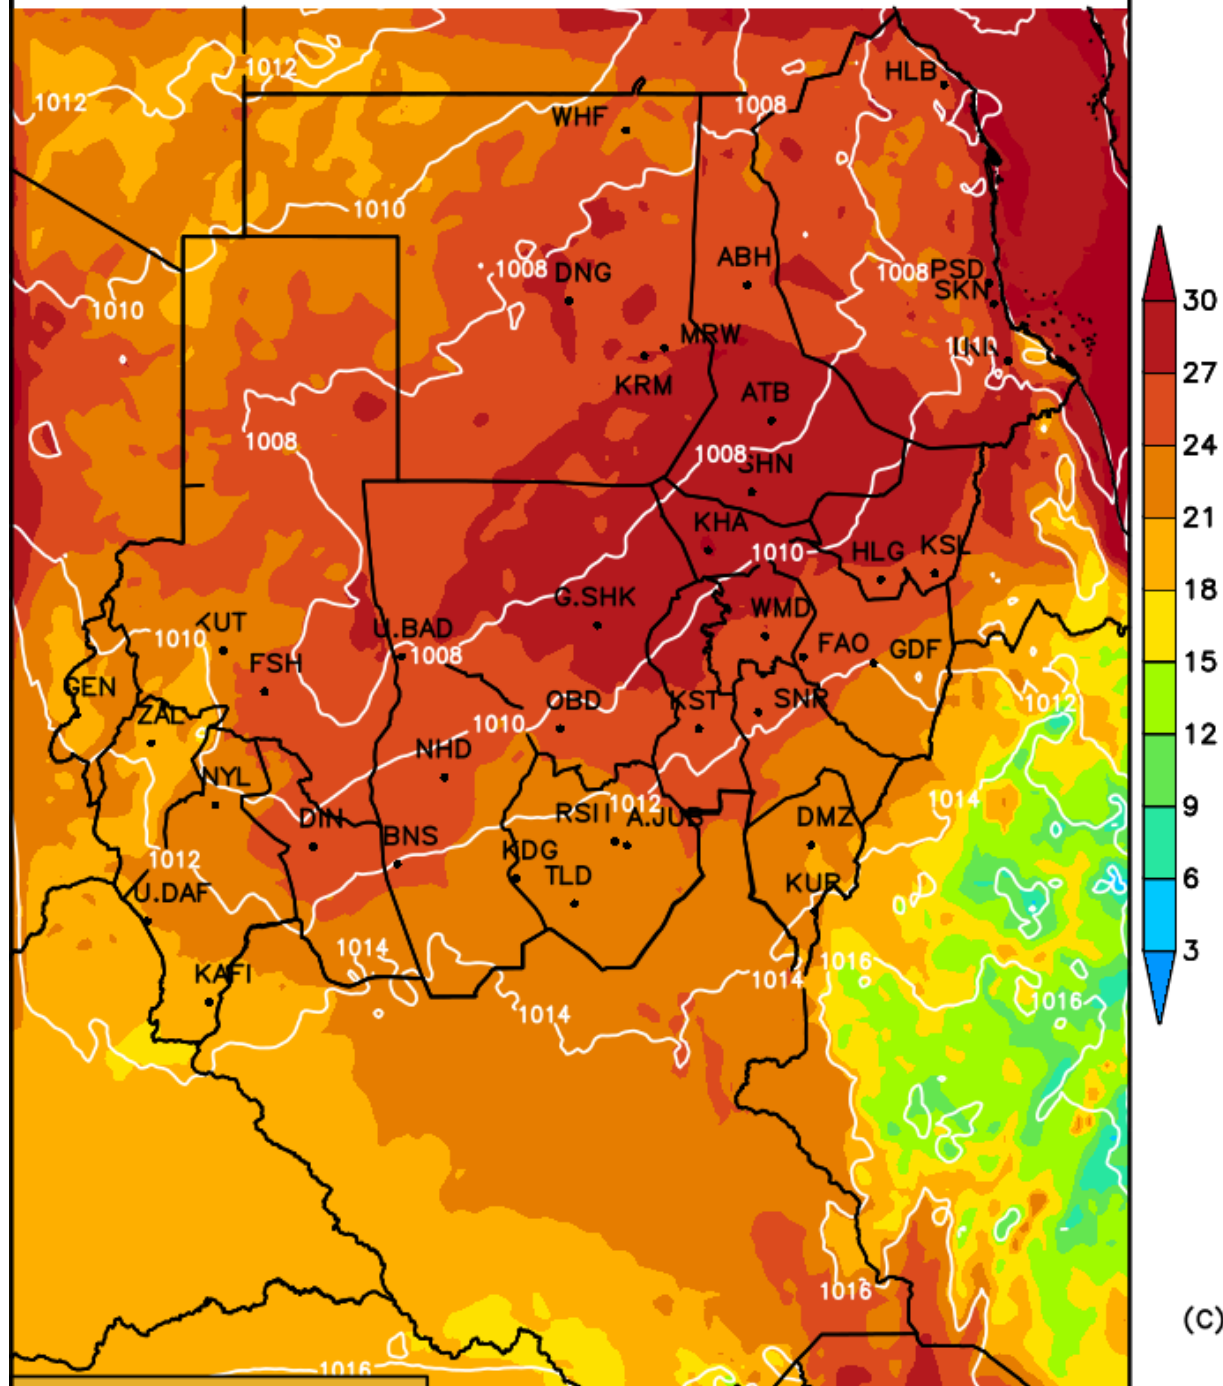 1012
HLB
1012
1008
WHF
1010
ABH
1008
DNG
1008
PSD
SKN
1010
30
MRW
27
KRM
ATB
24
1008
1008
SHN
21
KHA
1010
HLG
KSL
18
G.SHK
WMD
KUT
1010
U.BAD
1008
FAO
GDF
15
FSH
GEN
OBD
KST
SNR
1012
ZAL
1010
12
NHD
NYL
1012
1014
9
DIN
BNS
RSH
A.JUB
DMZ
KDG
1012
TLD
KUR
6
U.DAF
1014
3
KAFI
1014
1016
1016
1014
1016
(C)
1016